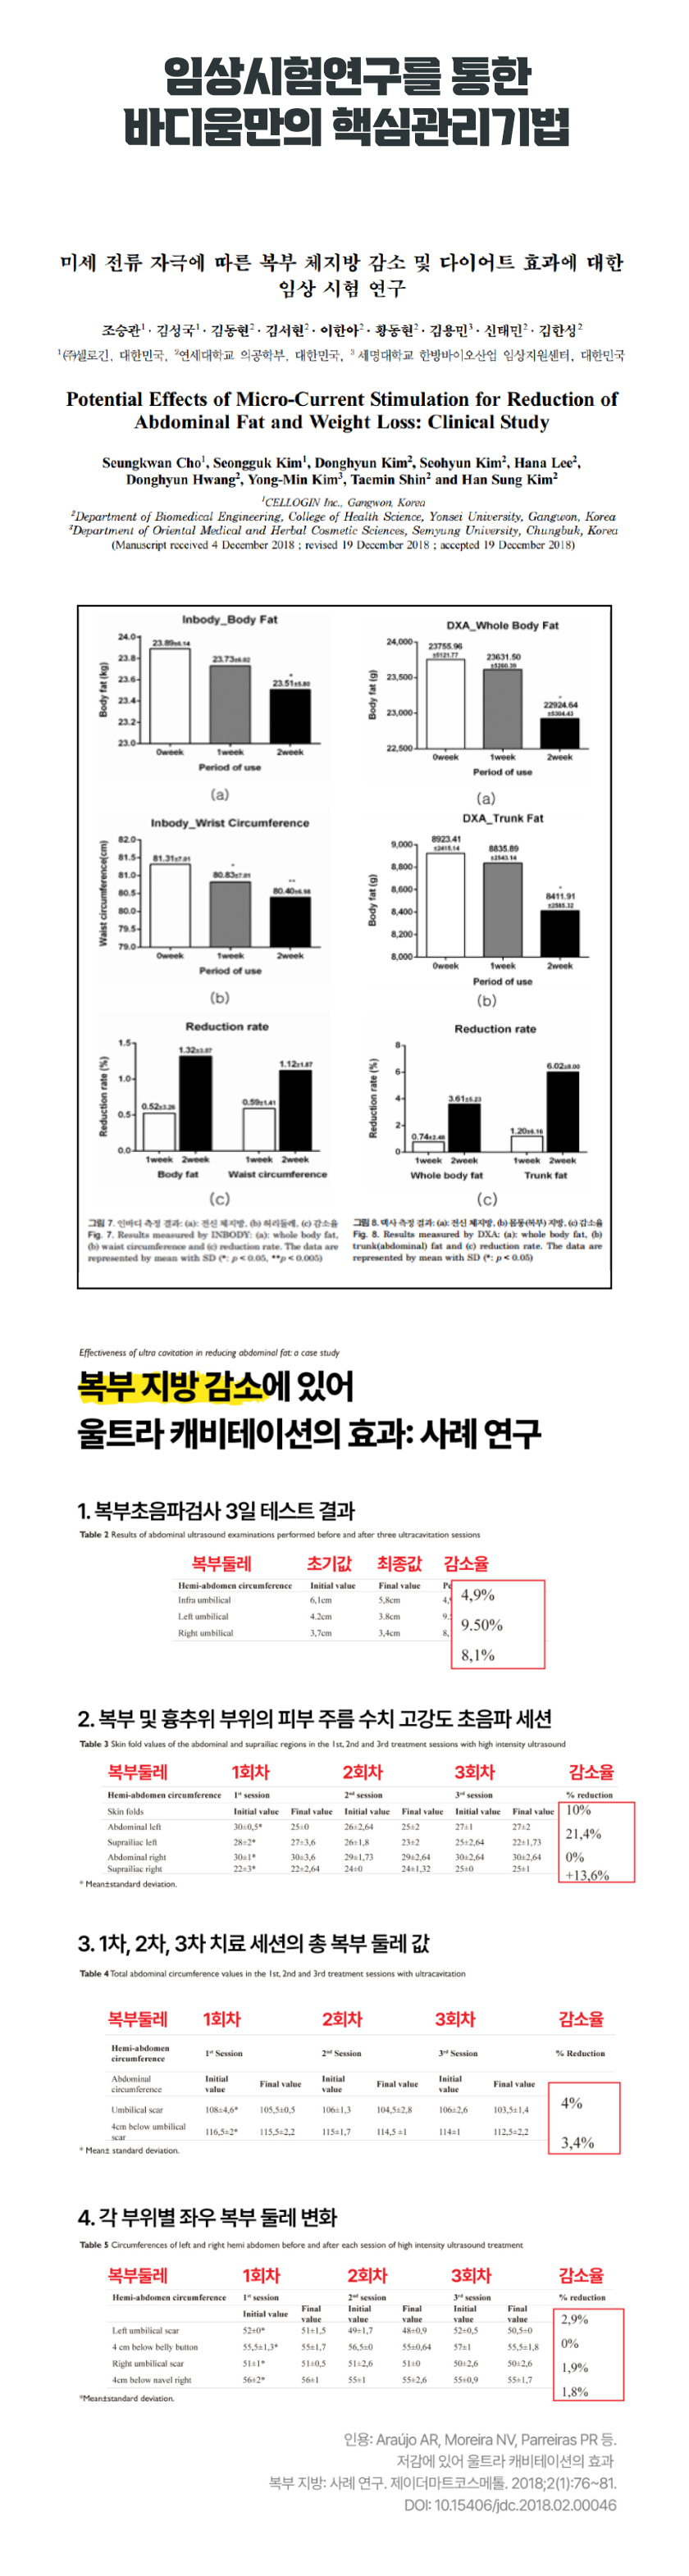 임상시험연구를 통한
바디움만의 핵심관리기법
미세 전류 자극에 따른 복부 체지방 감소 및 다이어트 효과에 대한
임상 시험 연구
조승관¹ · 김성국¹ · 김동현² · 김서현² · 이한아² · 황동현² · 김용민³ · 신태민² · 김한성²
¹㈜셀로긴, 대한민국, ²연세대학교 의공학부, 대한민국, ³세명대학교 한방바이오산업 임상지원센터, 대한민국
Potential Effects of Micro-Current Stimulation for Reduction of
Abdominal Fat and Weight Loss: Clinical Study
Seungkwan Cho¹, Seongguk Kim¹, Donghyun Kim², Seohyun Kim², Hana Lee²,
Donghyun Hwang², Yong-Min Kim³, Taemin Shin² and Han Sung Kim²
¹CELLOGIN Inc., Gangwon, Korea
²Department of Biomedical Engineering, College of Health Science, Yonsei University, Gangwon, Korea
³Department of Oriental Medical and Herbal Cosmetic Sciences, Semyung University, Chungbuk, Korea
(Manuscript received 4 December 2018 ; revised 19 December 2018 ; accepted 19 December 2018)
Inbody_Body Fat
Body fat (kg)
24.0
23.8
23.6
23.4
23.2
23.0
23.89±6.14
23.73±6.02
*
23.51±5.80
0week 1week 2week
Period of use
(a)
DXA_Whole Body Fat
Body fat (g)
24,000
23,500
23,000
22,500
23755.96
±5121.77
23631.50
±5260.39
*
22924.64
±5304.43
0week 1week 2week
Period of use
(a)
Inbody_Wrist Circumference
Waist circumference(cm)
82.0
81.5
81.0
80.5
80.0
79.5
79.0
81.31±7.01
*
80.83±7.01
**
80.40±6.98
0week 1week 2week
Period of use
(b)
DXA_Trunk Fat
Body fat (g)
9,000
8,800
8,600
8,400
8,200
8,000
8923.41
±2415.14
8835.89
±2543.14
*
8411.91
±2585.32
0week 1week 2week
Period of use
(b)
Reduction rate
Reduction rate (%)
1.5
1.0
0.5
0.0
0.52±3.26
1.32±3.57
0.59±1.41
1.12±1.87
1week 2week 1week 2week
Body fat Waist circumference
(c)
Reduction rate
Reduction rate (%)
8
6
4
2
0
0.74±2.48
3.61±5.23
1.20±6.16
6.02±8.00
1week 2week 1week 2week
Whole body fat Trunk fat
(c)
그림 7. 인바디 측정 결과: (a): 전신 체지방, (b) 허리둘레, (c) 감소율
Fig. 7. Results measured by INBODY: (a): whole body fat,
(b) waist circumference and (c) reduction rate. The data are
represented by mean with SD (*: p < 0.05, **p < 0.005)
그림 8. 덱사 측정 결과: (a): 전신 체지방, (b) 몸통(복부) 지방, (c) 감소율
Fig. 8. Results measured by DXA: (a): whole body fat, (b)
trunk(abdominal) fat and (c) reduction rate. The data are
represented by mean with SD (*: p < 0.05)
Effectiveness of ultra cavitation in reducing abdominal fat: a case study
복부 지방 감소에 있어
울트라 캐비테이션의 효과: 사례 연구
1. 복부초음파검사 3일 테스트 결과
Table 2 Results of abdominal ultrasound examinations performed before and after three ultracavitation sessions
복부둘레 초기값 최종값 감소율
Hemi-abdomen circumference Initial value Final value
Infra umbilical 6,1cm 5,8cm 4,9%
Left umbilical 4.2cm 3.8cm 9.50%
Right umbilical 3,7cm 3,4cm 8,1%
2. 복부 및 흉추위 부위의 피부 주름 수치 고강도 초음파 세션
Table 3 Skin fold values of the abdominal and suprailiac regions in the 1st, 2nd and 3rd treatment sessions with high intensity ultrasound
복부둘레 1회차 2회차 3회차 감소율
Hemi-abdomen circumference 1st session 2nd session 3rd session % reduction
Skin folds Initial value Final value Initial value Final value Initial value Final value
Abdominal left 30±0,5* 25±0 26±2,64 25±2 27±1 27±2 10%
Suprailiac left 28±2* 27±3,6 26±1,8 23±2 25±2,64 22±1,73 21,4%
Abdominal right 30±1* 30±3,6 29±1,73 29±2,64 30±2,64 30±2,64 0%
Suprailiac right 22±3* 22±2,64 24±0 24±1,32 25±0 25±1 +13,6%
* Mean±standard deviation.
3. 1차, 2차, 3차 치료 세션의 총 복부 둘레 값
Table 4 Total abdominal circumference values in the 1st, 2nd and 3rd treatment sessions with ultracavitation
복부둘레 1회차 2회차 3회차 감소율
Hemi-abdomen
circumference 1st Session 2nd Session 3rd Session % Reduction
Abdominal
circumference Initial value Final value Initial value Final value Initial value Final value
Umbilical scar 108±4,6* 105,5±0,5 106±1,3 104,5±2,8 106±2,6 103,5±1,4 4%
4cm below umbilical
scar 116,5±2* 115,5±2,2 115±1,7 114,5 ±1 114±1 112,5±2,2 3,4%
* Mean± standard deviation.
4. 각 부위별 좌우 복부 둘레 변화
Table 5 Circumferences of left and right hemi abdomen before and after each session of high intensity ultrasound treatment
복부둘레 1회차 2회차 3회차 감소율
Hemi-abdomen circumference 1st session 2nd session 3rd session % reduction
Initial value Final value Initial value Final value Initial value Final value
Left umbilical scar 52±0* 51±1,5 49±1,7 48±0,9 52±0,5 50,5±0 2,9%
4 cm below belly button 55,5±1,3* 55±1,7 56,5±0 55±0,64 57±1 55,5±1,8 0%
Right umbilical scar 51±1* 51±0,5 51±2,6 51±0 50±2,6 50±2,6 1,9%
4cm below navel right 56±2* 56±1 55±1 55±2,6 55±0,9 55±1,7 1,8%
*Mean±standard deviation.
인용: Araújo AR, Moreira NV, Parreiras PR 등.
저감에 있어 울트라 캐비테이션의 효과
복부 지방: 사례 연구. 제이더마트코스메톨. 2018;2(1):76~81.
DOI: 10.15406/jdc.2018.02.00046